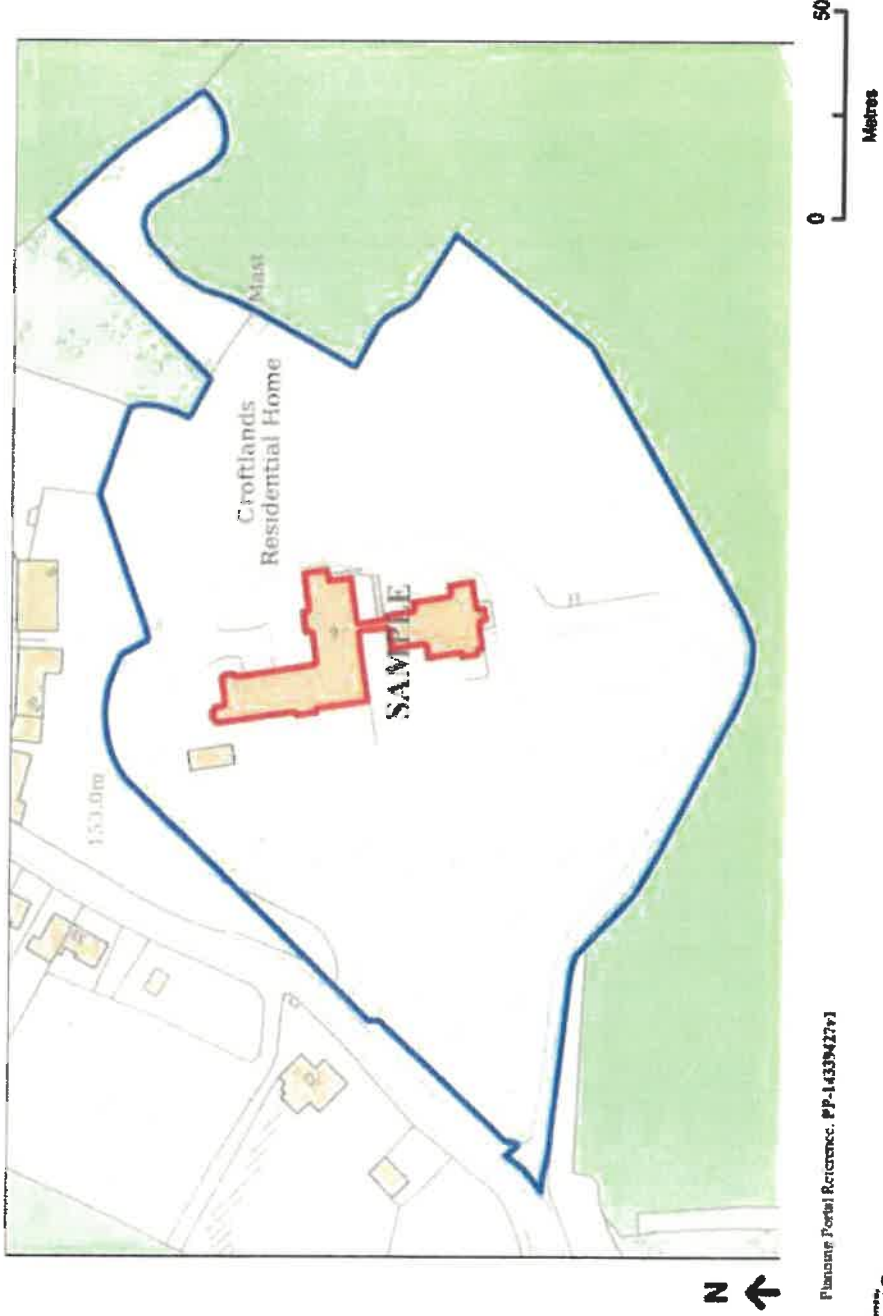 153.0m
Croftlands
Residential Home
Mast
SAMPLE
N
Planning Portal Reference: PP-14339427v1
0
50
Metres